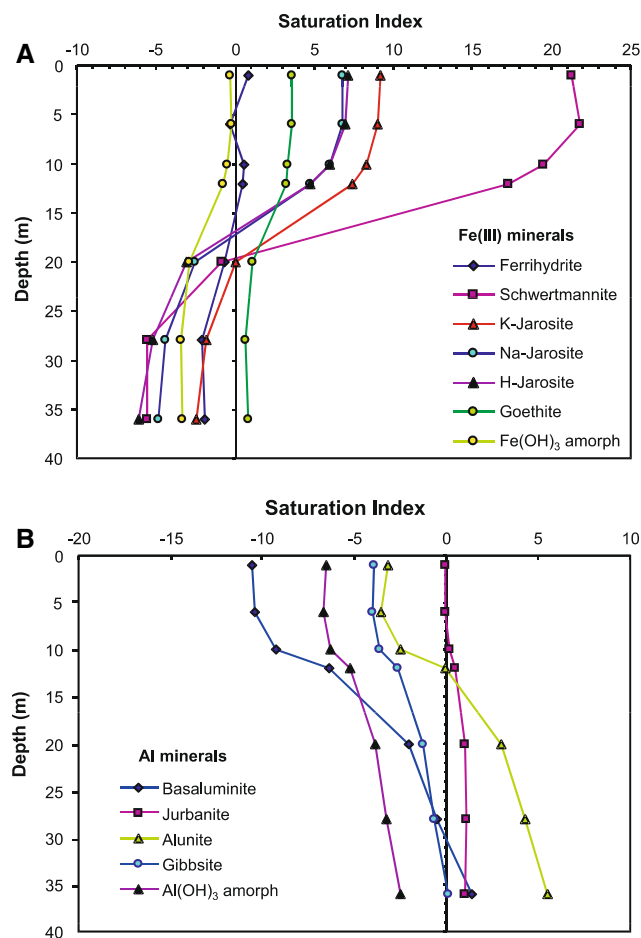 Saturation Index
-10 -5 0 5 10 15 20 25
A
0
5
10
15
20
25
30
35
40
Depth (m)
Fe(III) minerals
Ferrihydrite
Schwertmannite
K-Jarosite
Na-Jarosite
H-Jarosite
Goethite
Fe(OH)₃ amorph
Saturation Index
B
-20 -15 -10 -5 0 5 10
0
5
10
15
20
25
30
35
40
Depth (m)
Al minerals
Basaluminite
Jurbanite
Alunite
Gibbsite
Al(OH)₃ amorph